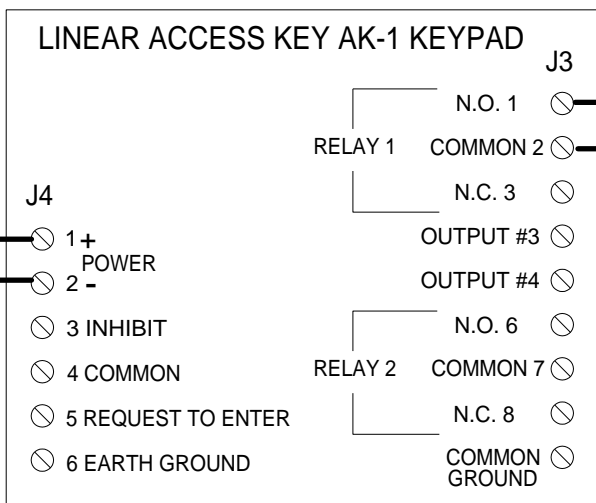 LINEAR ACCESS KEY AK-1 KEYPAD
J3
N.O. 1
RELAY 1
COMMON 2
N.C. 3
OUTPUT #3
OUTPUT #4
N.O. 6
RELAY 2
COMMON 7
N.C. 8
COMMON
GROUND
J4
1 +
POWER
2 -
3 INHIBIT
4 COMMON
5 REQUEST TO ENTER
6 EARTH GROUND